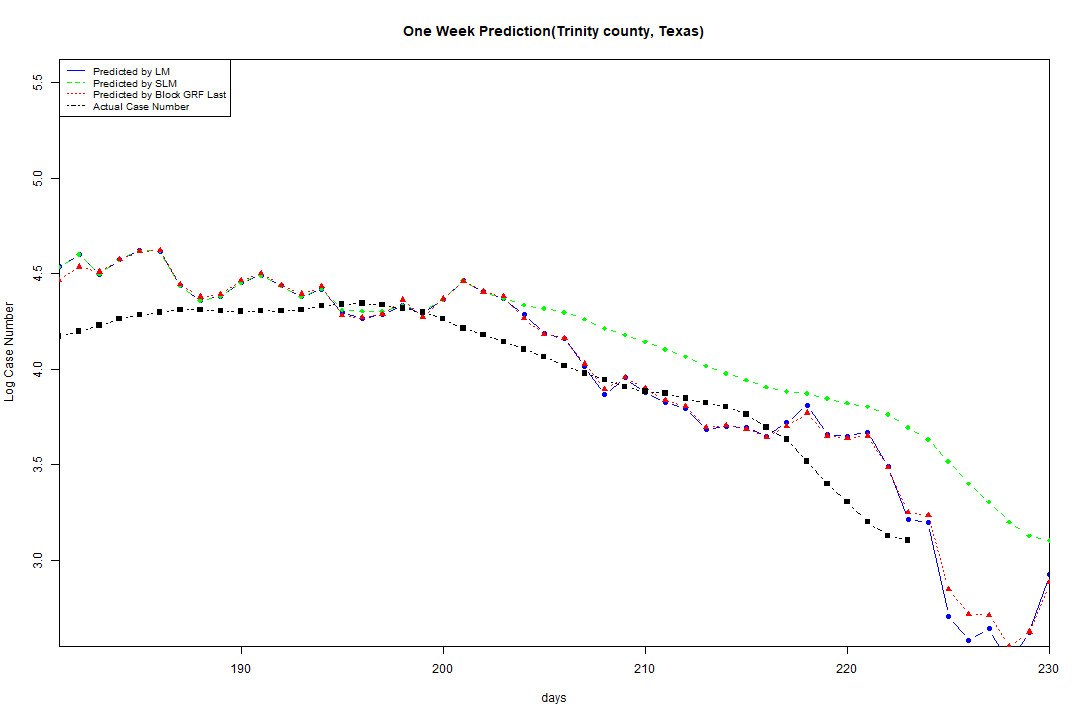 One Week Prediction(Trinity county, Texas)
Predicted by LM
Predicted by SLM
Predicted by Block GRF Last
Actual Case Number
5.5
5.0
4.5
4.0
3.5
3.0
Log Case Number
190
200
210
220
230
days